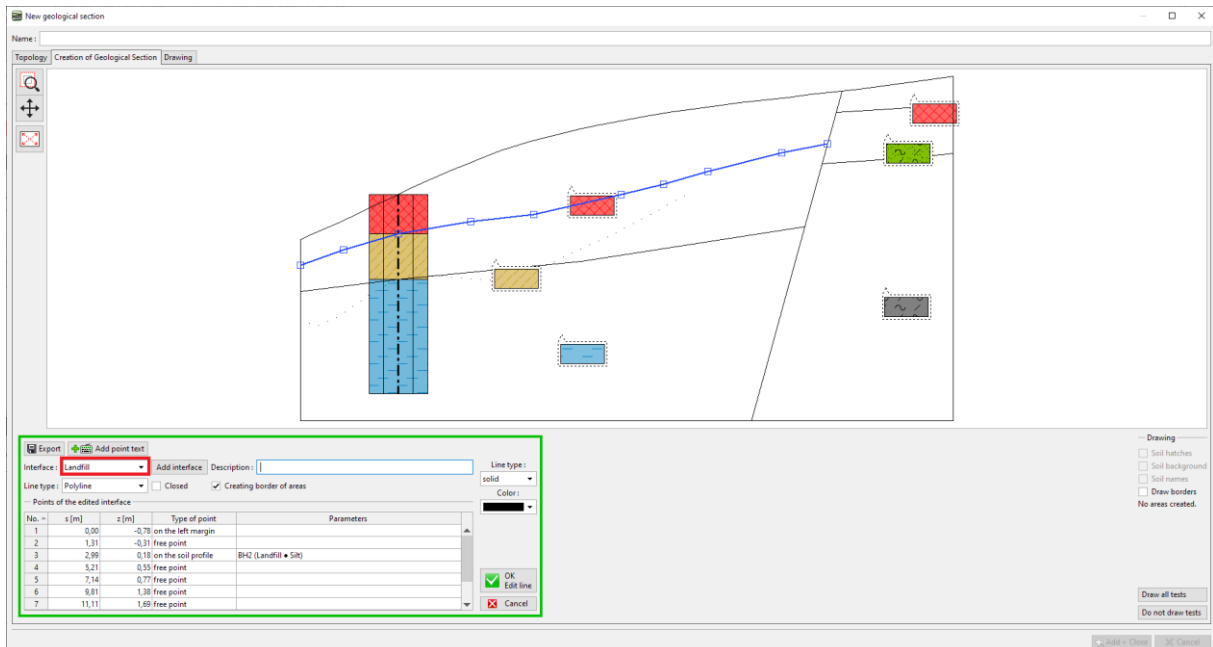 New geological section
Name :
Topology Creation of Geological Section Drawing
Export Add point text
Interface : Landfill Add interface Description :
Line type : Polyline Closed Creating border of areas
Points of the edited interface
No. s [m] z [m] Type of point Parameters
1 0,00 -0,78 on the left margin
2 1,31 -0,31 free point
3 2,99 0,18 on the soil profile BH2 (Landfill ● Silt)
4 5,21 0,55 free point
5 7,14 0,77 free point
6 9,81 1,38 free point
7 11,11 1,69 free point
Line type :
solid
Color :
OK
Edit line
Cancel
Drawing
Soil hatches
Soil background
Soil names
Draw borders
No areas created.
Draw all tests
Do not draw tests
Add + Close Cancel